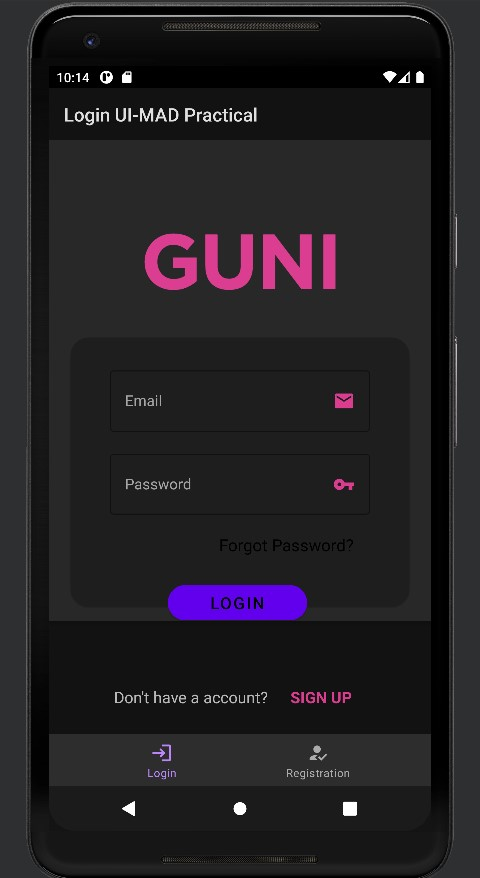 10:14
Login UI-MAD Practical
GUNI
Email
Password
Forgot Password?
LOGIN
Don't have a account? SIGN UP
Login Registration